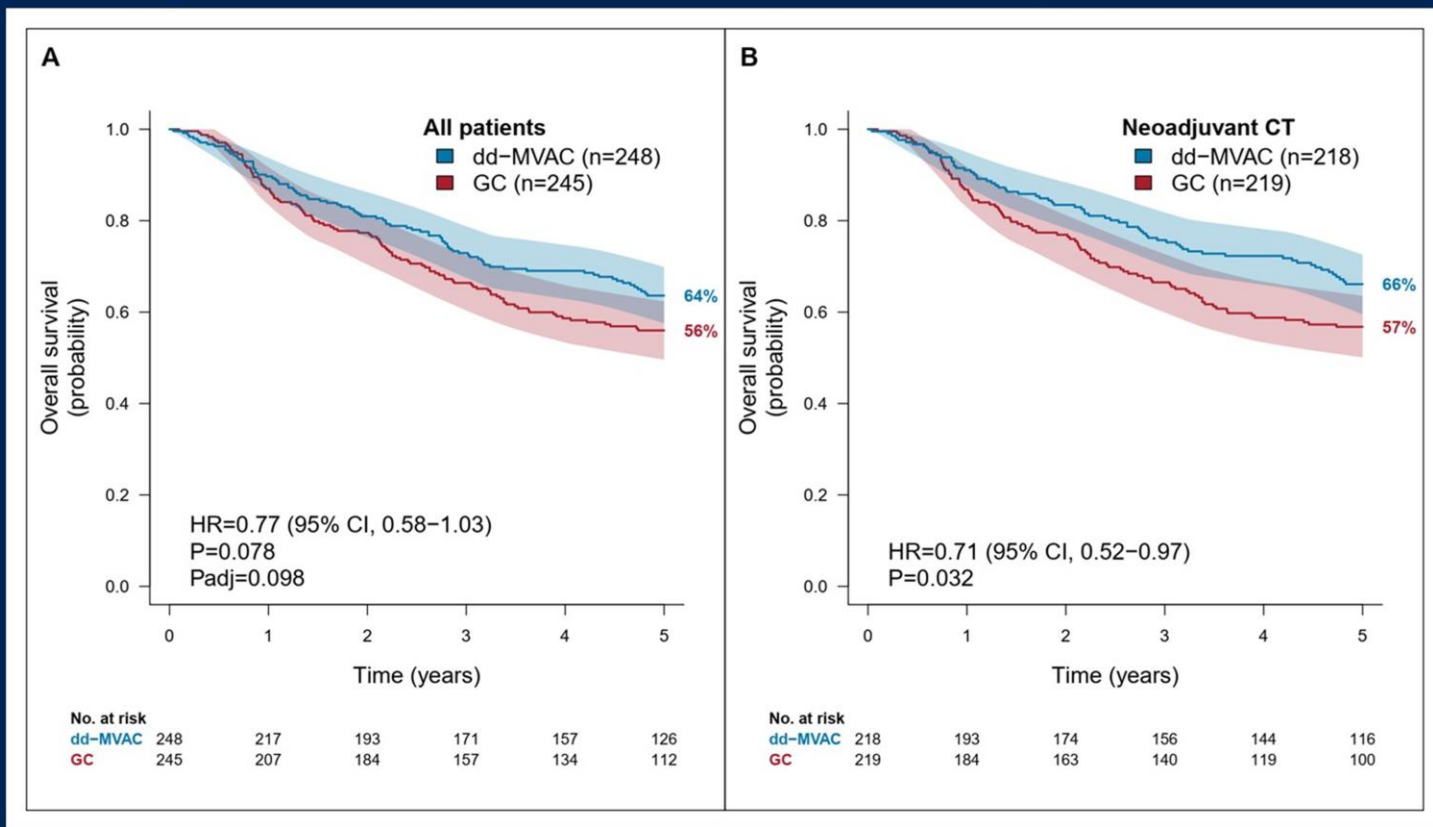 A
All patients
dd−MVAC (n=248)
GC (n=245)
Overall survival
(probability)
1.0
0.8
0.6
0.4
0.2
0.0
64%
56%
HR=0.77 (95% CI, 0.58−1.03)
P=0.078
Padj=0.098
0 1 2 3 4 5
Time (years)
No. at risk
dd−MVAC 248 217 193 171 157 126
GC 245 207 184 157 134 112
B
Neoadjuvant CT
dd−MVAC (n=218)
GC (n=219)
Overall survival
(probability)
1.0
0.8
0.6
0.4
0.2
0.0
66%
57%
HR=0.71 (95% CI, 0.52−0.97)
P=0.032
0 1 2 3 4 5
Time (years)
No. at risk
dd−MVAC 218 193 174 156 144 116
GC 219 184 163 140 119 100